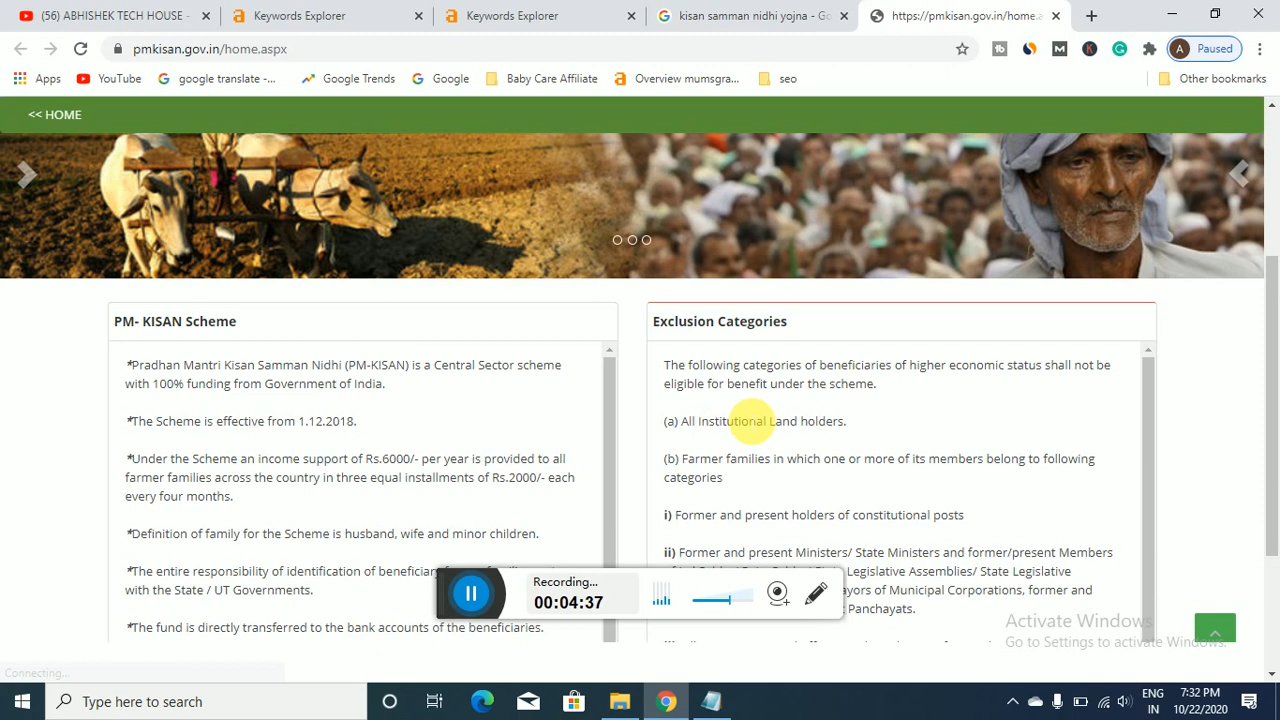 (56) ABHISHEK TECH HOUSE -
Keywords Explorer
Keywords Explorer
kisan samman nidhi yojna - Go
https://pmkisan.gov.in/home.a
pmkisan.gov.in/home.aspx
A Paused
Apps
YouTube
google translate -...
Google Trends
Google
Baby Care Affiliate
Overview mumsgra...
seo
Other bookmarks
<< HOME
PM- KISAN Scheme
*Pradhan Mantri Kisan Samman Nidhi (PM-KISAN) is a Central Sector scheme
with 100% funding from Government of India.
*The Scheme is effective from 1.12.2018.
*Under the Scheme an income support of Rs.6000/- per year is provided to all
farmer families across the country in three equal installments of Rs.2000/- each
every four months.
*Definition of family for the Scheme is husband, wife and minor children.
*The entire responsibility of identification of
with the State / UT Governments.
*The fund is directly transferred to the bank accounts of the beneficiaries.
Exclusion Categories
The following categories of beneficiaries of higher economic status shall not be
eligible for benefit under the scheme.
(a) All Institutional Land holders.
(b) Farmer families in which one or more of its members belong to following
categories
i) Former and present holders of constitutional posts
ii) Former and present Ministers/ State Ministers and former/present Members
Legislative Assemblies/ State Legislative
ayors of Municipal Corporations, former and
Panchayats.
Recording...
00:04:37
Activate Windows
Go to Settings to activate Windows.
Connecting...
Type here to search
ENG
IN
7:32 PM
10/22/2020